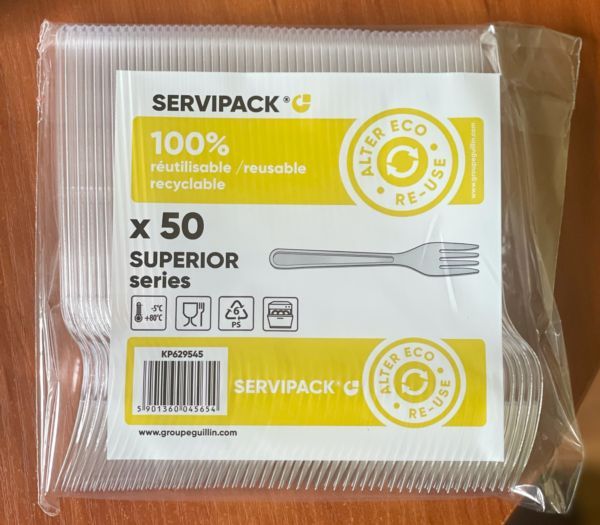 SERVIPACK®
100%
réutilisable /reusable
recyclable
ALTER ECO
• RE-USE •
www.groupeguillin.com
x 50
SUPERIOR
series
-5°C
+80°C
6
PS
KP629545
5 901360 045654
SERVIPACK®
ALTER ECO
• RE-USE •
www.groupeguillin.com